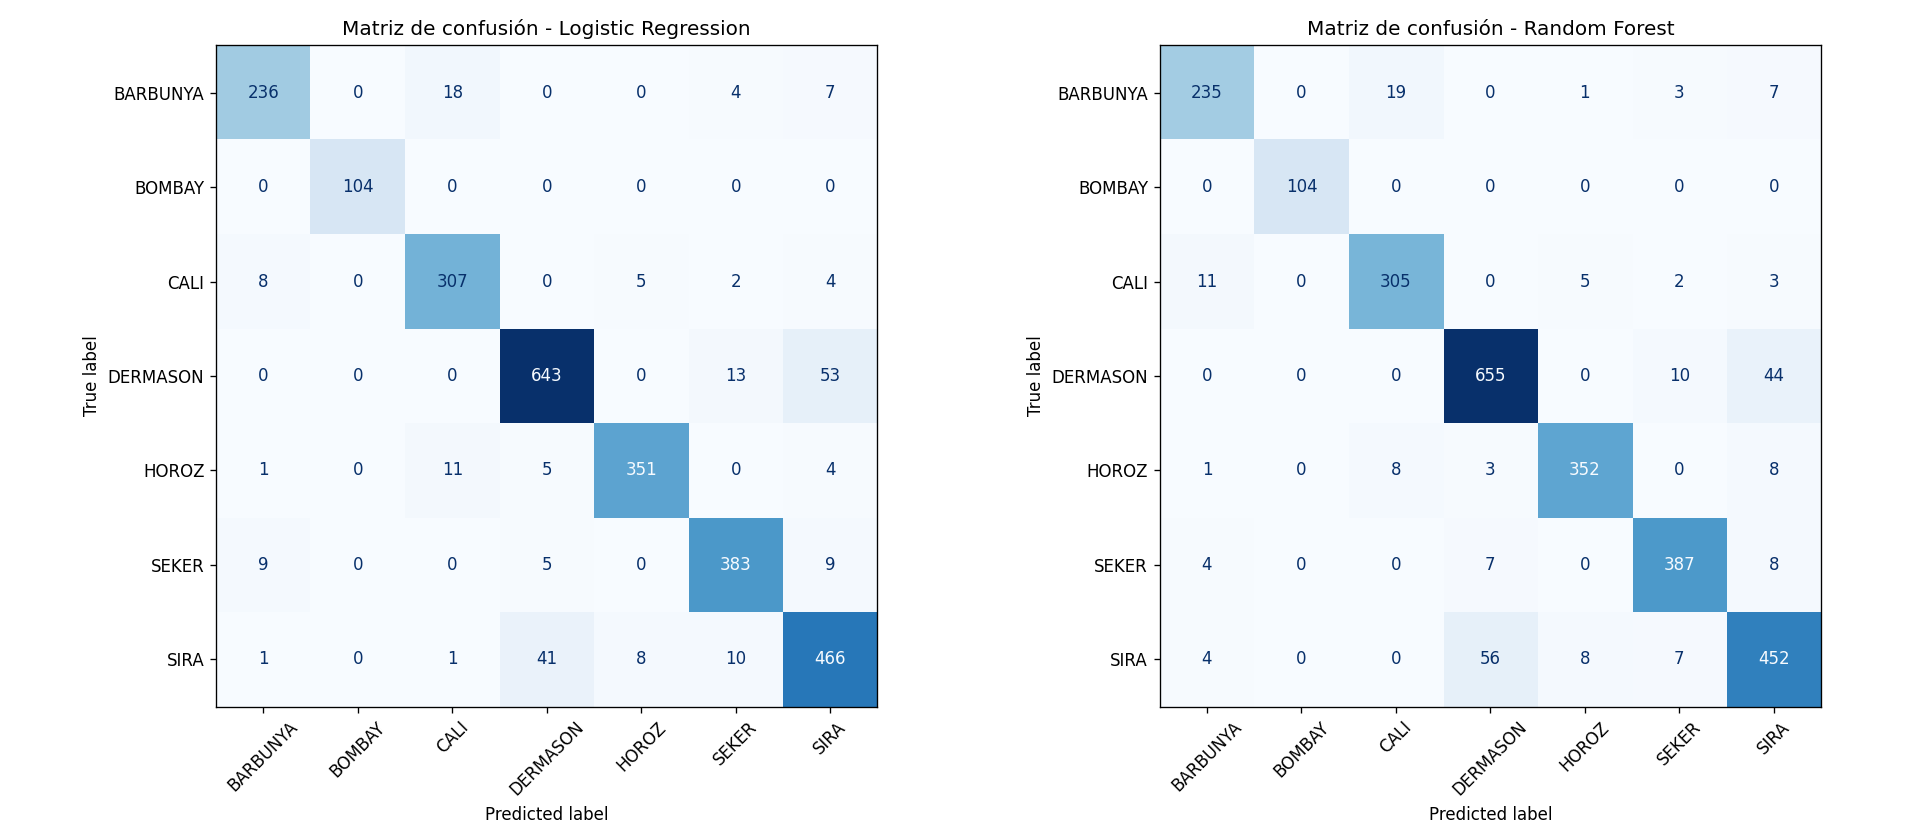 Matriz de confusión - Logistic Regression
True label
BARBUNYA 236 0 18 0 0 4 7
BOMBAY 0 104 0 0 0 0 0
CALI 8 0 307 0 5 2 4
DERMASON 0 0 0 643 0 13 53
HOROZ 1 0 11 5 351 0 4
SEKER 9 0 0 5 0 383 9
SIRA 1 0 1 41 8 10 466
BARBUNYA BOMBAY CALI DERMASON HOROZ SEKER SIRA
Predicted label
Matriz de confusión - Random Forest
True label
BARBUNYA 235 0 19 0 1 3 7
BOMBAY 0 104 0 0 0 0 0
CALI 11 0 305 0 5 2 3
DERMASON 0 0 0 655 0 10 44
HOROZ 1 0 8 3 352 0 8
SEKER 4 0 0 7 0 387 8
SIRA 4 0 0 56 8 7 452
BARBUNYA BOMBAY CALI DERMASON HOROZ SEKER SIRA
Predicted label